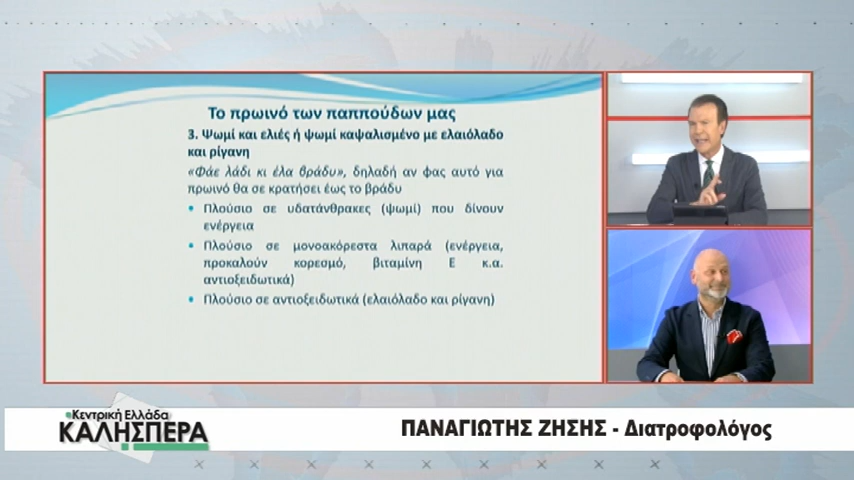 Το πρωινό των παππούδων μας
3. Ψωμί και ελιές ή ψωμί καψαλισμένο με ελαιόλαδο
και ρίγανη
«Φάε λάδι κι έλα βράδυ», δηλαδή αν φας αυτό για
πρωινό θα σε κρατήσει έως το βράδυ
• Πλούσιο σε υδατάνθρακες (ψωμί) που δίνουν
ενέργεια
• Πλούσιο σε μονοακόρεστα λιπαρά (ενέργεια,
προκαλούν κορεσμό, βιταμίνη Ε κ.α.
αντιοξειδωτικά)
• Πλούσιο σε αντιοξειδωτικά (ελαιόλαδο και ρίγανη)
Κεντρική Ελλάδα
ΚΑΛΗΣΠΕΡΑ
ΠΑΝΑΓΙΩΤΗΣ ΖΗΣΗΣ - Διατροφολόγος